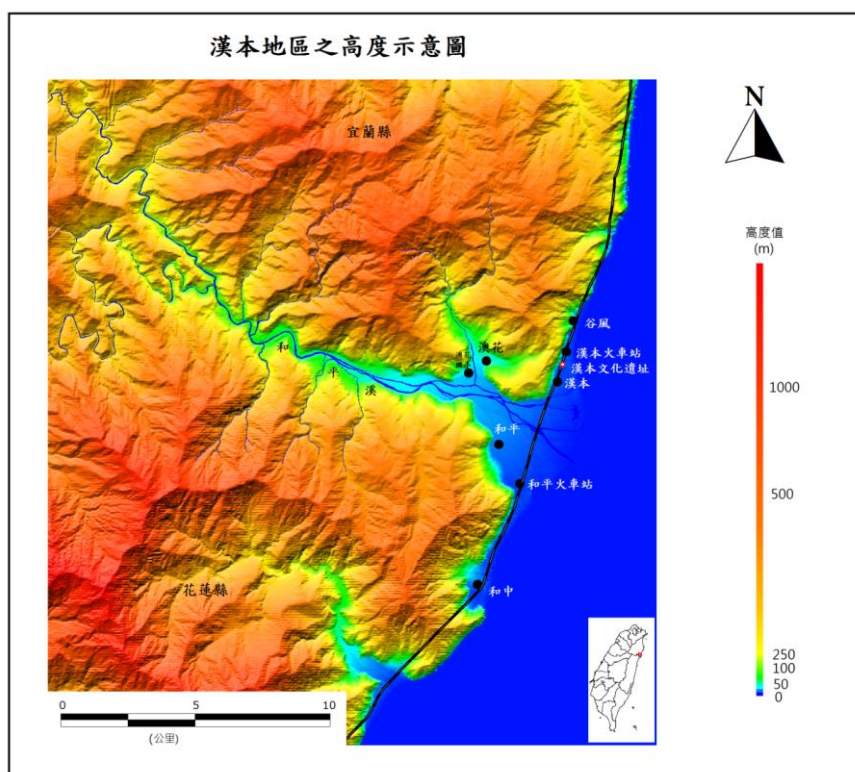 漢本地區之高度示意圖
宜蘭縣
N
高度值
(m)
1000
500
250
100
50
0
谷風
漢本火車站
漢本文化遺址
漢本
澳花
和
平
溪
和平
和平火車站
和中
花蓮縣
0 5 10
(公里)